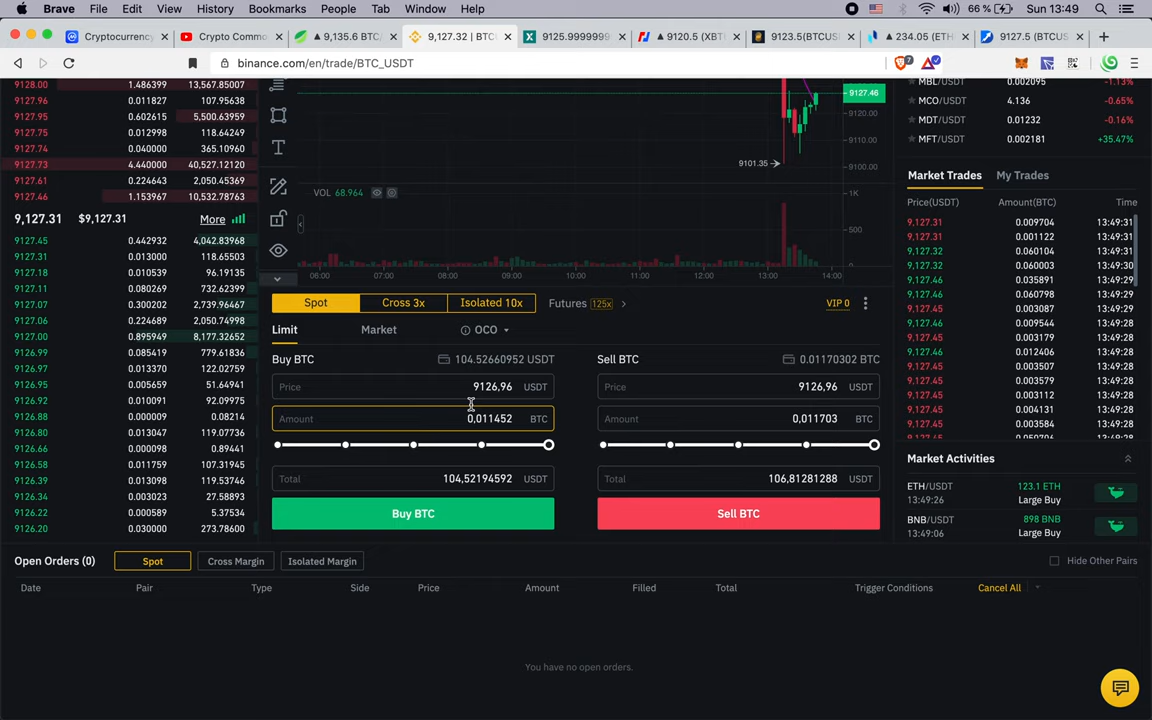 Brave File Edit View History Bookmarks People Tab Window Help 66 % Sun 13:49
Cryptocurrency Crypto Commo 9,135.6 BTC/ 9,127.32 | BTC 9125.999999999 9120.5 (XBTI 9123.5(BTCUS 234.05 (ETH 9127.5 (BTCUS
binance.com/en/trade/BTC_USDT
9128.00 1.486399 13,567.85007
9127.96 0.011827 107.95638
9127.95 0.602615 5,500.63959
9127.75 0.012998 118.64249
9127.74 0.040000 365.10960
9127.73 4.440000 40,527.12120
9127.61 0.224643 2,050.45369
9127.46 1.153967 10,532.78763
9,127.31 $9,127.31 More
9127.45 0.442932 4,042.83968
9127.31 0.013000 118.65503
9127.18 0.010539 96.19135
9127.11 0.080269 732.62399
9127.07 0.300202 2,739.96467
9127.06 0.224689 2,050.74998
9127.00 0.895949 8,177.32652
9126.99 0.085419 779.61836
9126.97 0.013370 122.02759
9126.95 0.005659 51.64941
9126.92 0.010091 92.09975
9126.88 0.000009 0.08214
9126.80 0.013048 119.07736
9126.66 0.000098 0.89441
9126.58 0.011759 107.31945
9126.39 0.013098 119.53746
9126.34 0.003023 27.58893
9126.22 0.000589 5.37534
9126.20 0.030000 273.78600
9127.46
9120.00
9110.00
9101.35
9100.00
VOL 68.964
1K
500
0
06:00 07:00 08:00 09:00 10:00 11:00 12:00 13:00 14:00
Spot Cross 3x Isolated 10x Futures 125x VIP 0
Limit Market OCO
Buy BTC 104.52660952 USDT
Price 9126,96 USDT
Amount 0,011452 BTC
Total 104,52194592 USDT
Buy BTC
Sell BTC 0.01170302 BTC
Price 9126,96 USDT
Amount 0,011703 BTC
Total 106,81281288 USDT
Sell BTC
MBL/USDT 0.002095 -1.13%
MCO/USDT 4.136 -0.65%
MDT/USDT 0.01232 -0.16%
MFT/USDT 0.002181 +35.47%
Market Trades My Trades
Price(USDT) Amount(BTC) Time
9,127.31 0.009704 13:49:31
9,127.31 0.001122 13:49:31
9,127.32 0.060104 13:49:31
9,127.32 0.060003 13:49:30
9,127.46 0.035891 13:49:29
9,127.46 0.060798 13:49:29
9,127.45 0.003087 13:49:29
9,127.46 0.009544 13:49:28
9,127.45 0.003179 13:49:28
9,127.46 0.012406 13:49:28
9,127.45 0.003579 13:49:28
9,127.45 0.003291 13:49:28
9,127.45 0.004131 13:49:28
9,127.45 0.003584 13:49:28
9,127.45 0.050706 13:49:28
Market Activities
ETH/USDT 123.1 ETH
13:49:26 Large Buy
BNB/USDT 898 BNB
13:49:06 Large Buy
Open Orders (0) Spot Cross Margin Isolated Margin Hide Other Pairs
Date Pair Type Side Price Amount Filled Total Trigger Conditions Cancel All
You have no open orders.